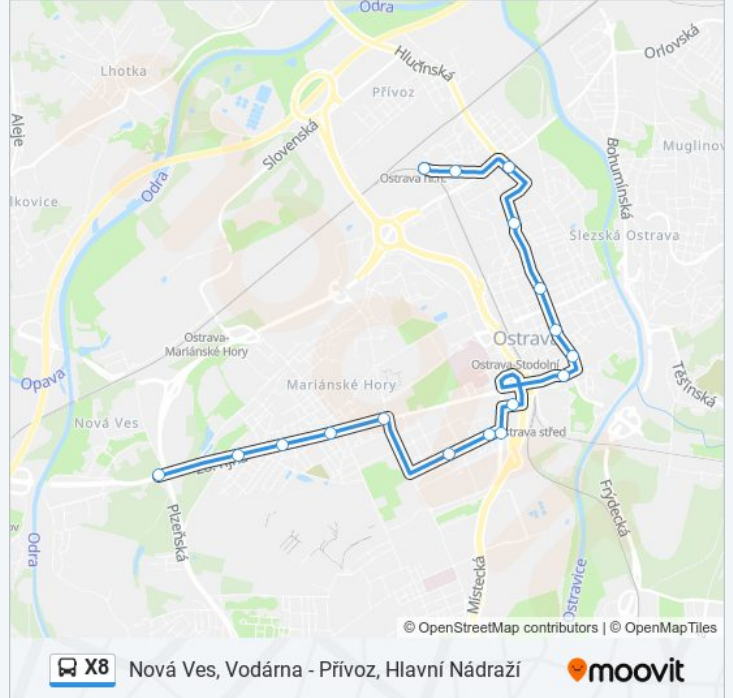 Odra
Orlovská
Hlučínská
Lhotka
Přívoz
Aleje
Slovenská
Bohumínská
Muglinov
Odra
Ostrava hl.n.
lkovice
Slezská Ostrava
Ostrava-
Mariánské Hory
Ostrava
Ostrava-Stodolní
Opava
Mariánské Hory
Těšínská
Nová Ves
strava střed
Plzeňská
Frýdecká
Odra
Místecká
Ostravice
© OpenStreetMap contributors | © OpenMapTiles
X8 Nová Ves, Vodárna - Přívoz, Hlavní Nádraží moovit